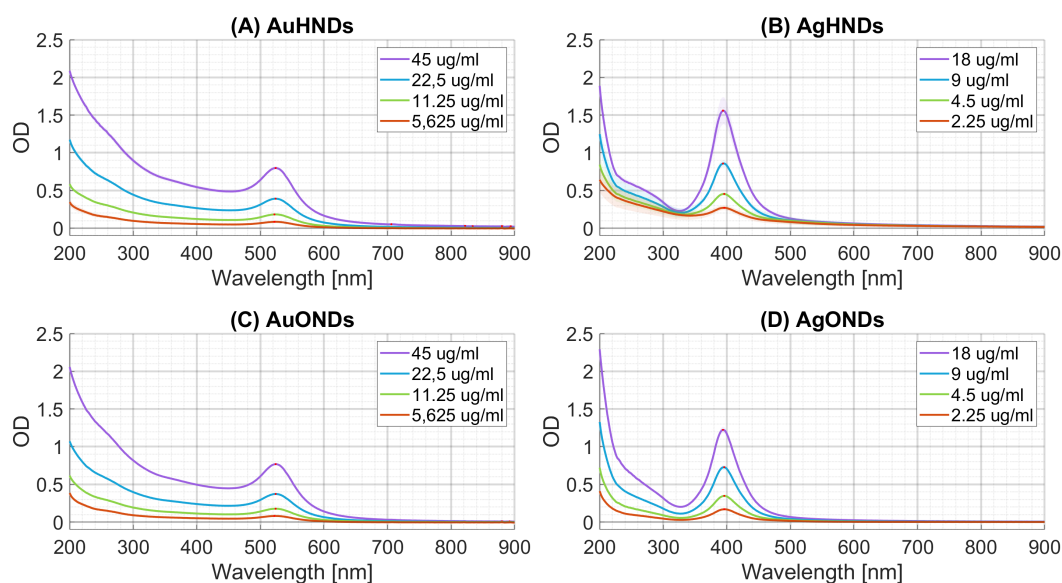 (A) AuHNDs
2.5
2
1.5
1
0.5
0
OD
45 ug/ml
22,5 ug/ml
11.25 ug/ml
5,625 ug/ml
200 300 400 500 600 700 800 900
Wavelength [nm]
(B) AgHNDs
2.5
2
1.5
1
0.5
0
OD
18 ug/ml
9 ug/ml
4.5 ug/ml
2.25 ug/ml
200 300 400 500 600 700 800 900
Wavelength [nm]
(C) AuONDs
2.5
2
1.5
1
0.5
0
OD
45 ug/ml
22,5 ug/ml
11.25 ug/ml
5,625 ug/ml
200 300 400 500 600 700 800 900
Wavelength [nm]
(D) AgONDs
2.5
2
1.5
1
0.5
0
OD
18 ug/ml
9 ug/ml
4.5 ug/ml
2.25 ug/ml
200 300 400 500 600 700 800 900
Wavelength [nm]